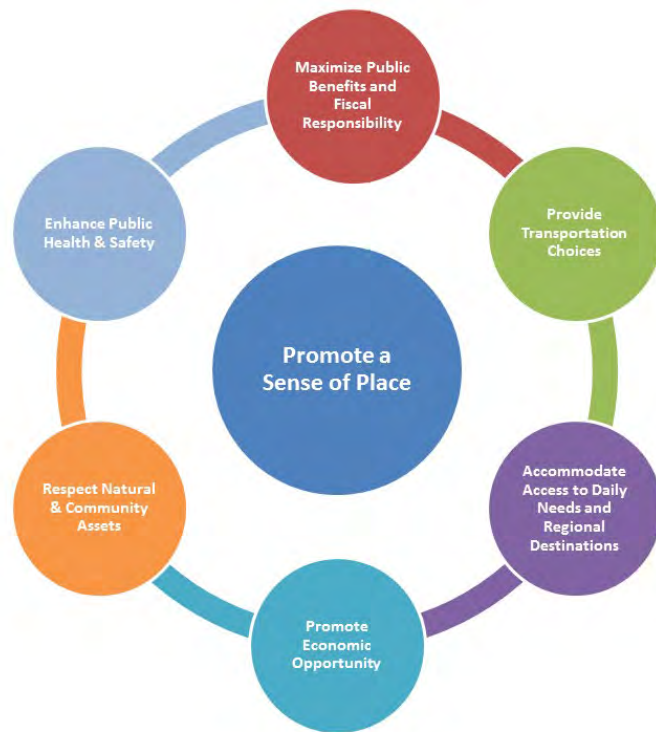 Maximize Public
Benefits and
Fiscal
Responsibility
Provide
Transportation
Choices
Accommodate
Access to Daily
Needs and
Regional
Destinations
Promote
Economic
Opportunity
Respect Natural
& Community
Assets
Enhance Public
Health & Safety
Promote a
Sense of Place